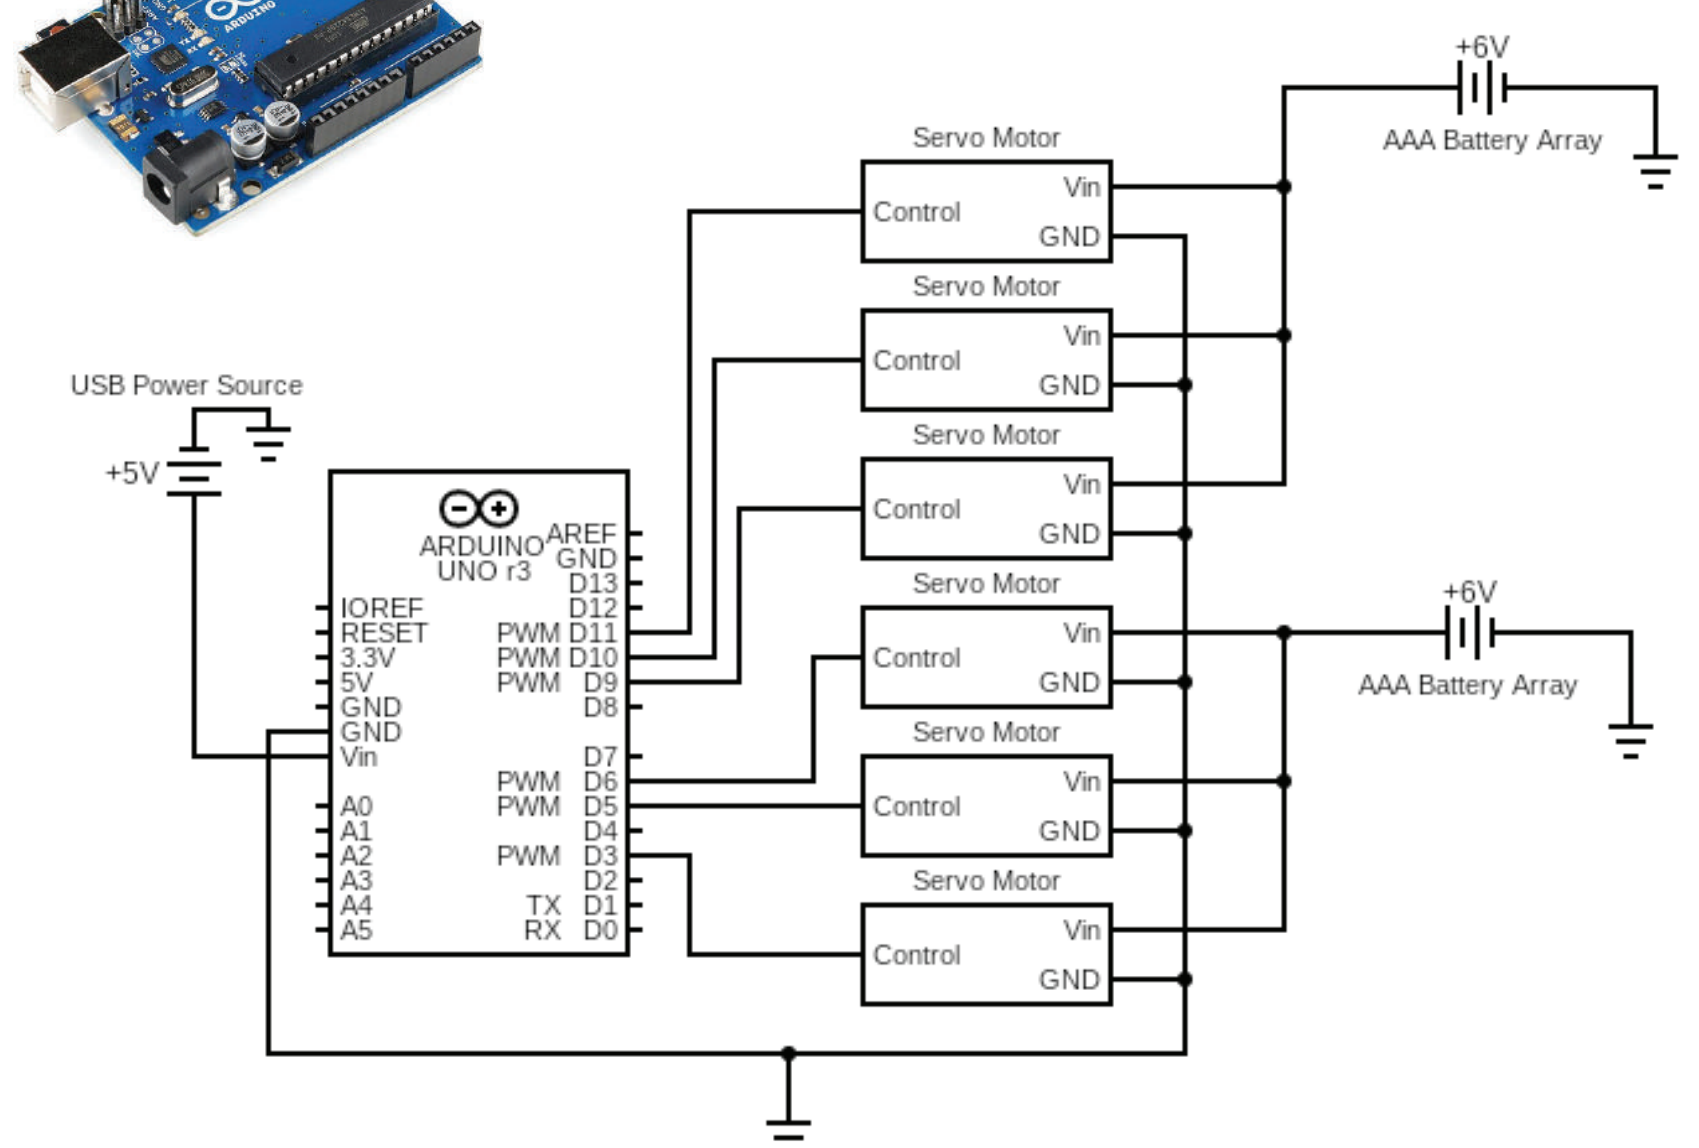 ARDUINO
+6V
AAA Battery Array
Servo Motor
Vin
Control
GND
Servo Motor
Vin
Control
GND
USB Power Source
+5V
Servo Motor
Vin
Control
GND
ARDUINO
UNO r3
AREF
GND
D13
D12
PWM D11
PWM D10
PWM D9
D8
D7
PWM D6
PWM D5
D4
PWM D3
D2
TX D1
RX D0
IOREF
RESET
3.3V
5V
GND
GND
Vin
A0
A1
A2
A3
A4
A5
Servo Motor
Vin
Control
GND
+6V
AAA Battery Array
Servo Motor
Vin
Control
GND
Servo Motor
Vin
Control
GND